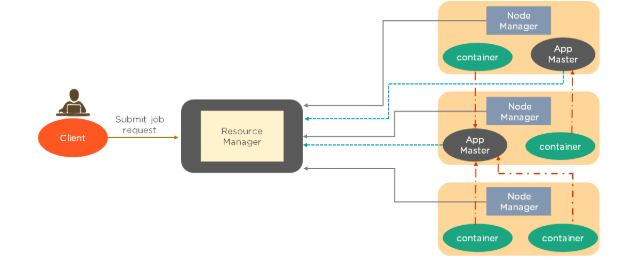 Node
Manager
container
App
Master
Submit job
request
Client
Resource
Manager
Node
Manager
App
Master
container
Node
Manager
container
container